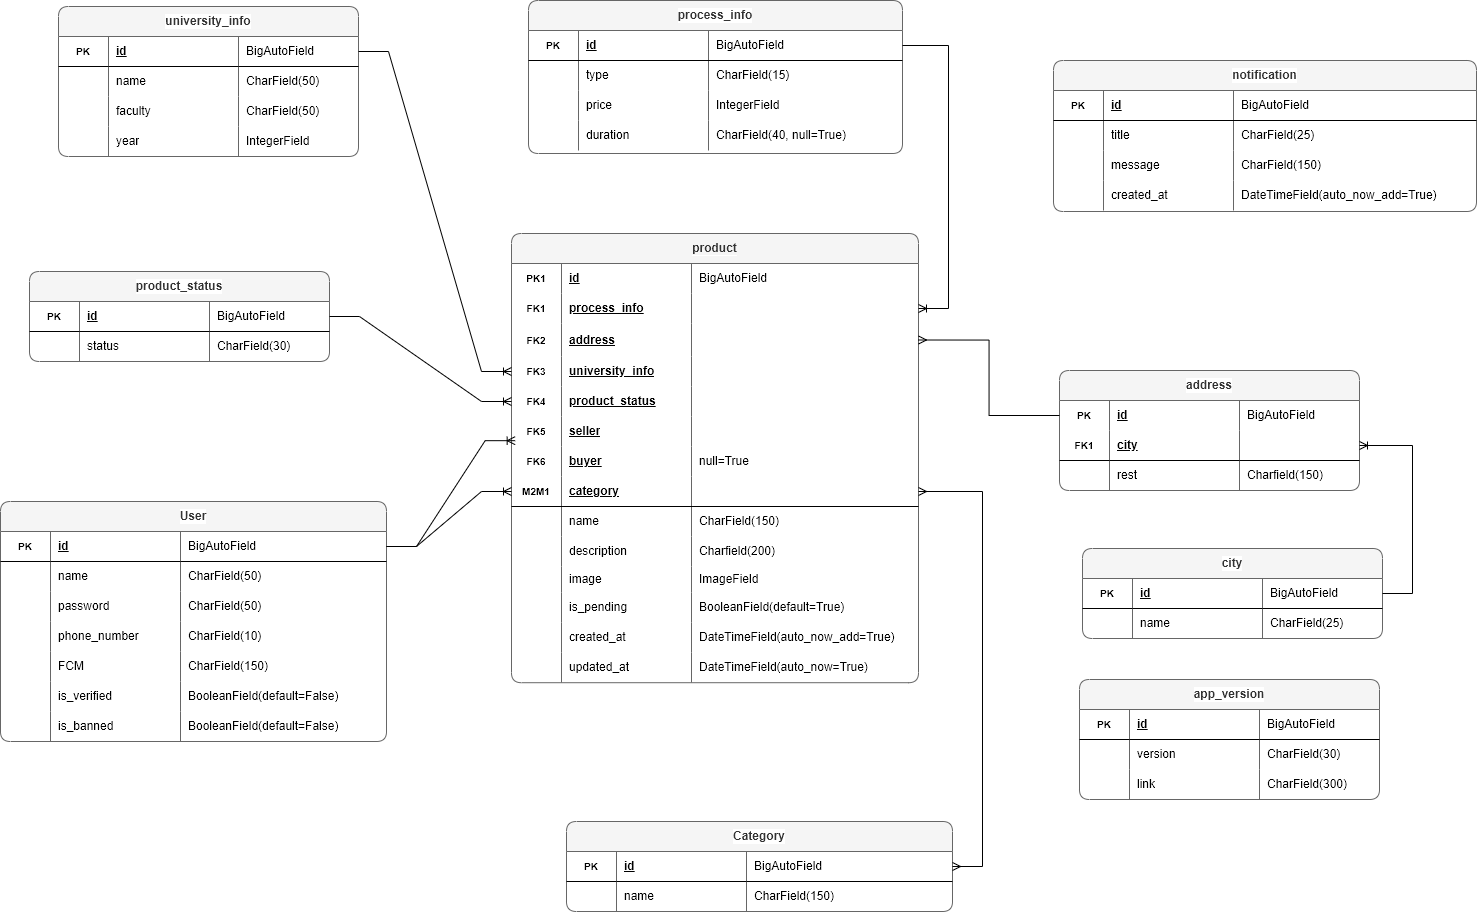 university_info
PK id BigAutoField
name CharField(50)
faculty CharField(50)
year IntegerField
process_info
PK id BigAutoField
type CharField(15)
price IntegerField
duration CharField(40, null=True)
notification
PK id BigAutoField
title CharField(25)
message CharField(150)
created_at DateTimeField(auto_now_add=True)
product_status
PK id BigAutoField
status CharField(30)
product
PK1 id BigAutoField
FK1 process_info
FK2 address
FK3 university_info
FK4 product_status
FK5 seller
FK6 buyer null=True
M2M1 category
name CharField(150)
description Charfield(200)
image ImageField
is_pending BooleanField(default=True)
created_at DateTimeField(auto_now_add=True)
updated_at DateTimeField(auto_now=True)
address
PK id BigAutoField
FK1 city
rest Charfield(150)
User
PK id BigAutoField
name CharField(50)
password CharField(50)
phone_number CharField(10)
FCM CharField(150)
is_verified BooleanField(default=False)
is_banned BooleanField(default=False)
city
PK id BigAutoField
name CharField(25)
app_version
PK id BigAutoField
version CharField(30)
link CharField(300)
Category
PK id BigAutoField
name CharField(150)